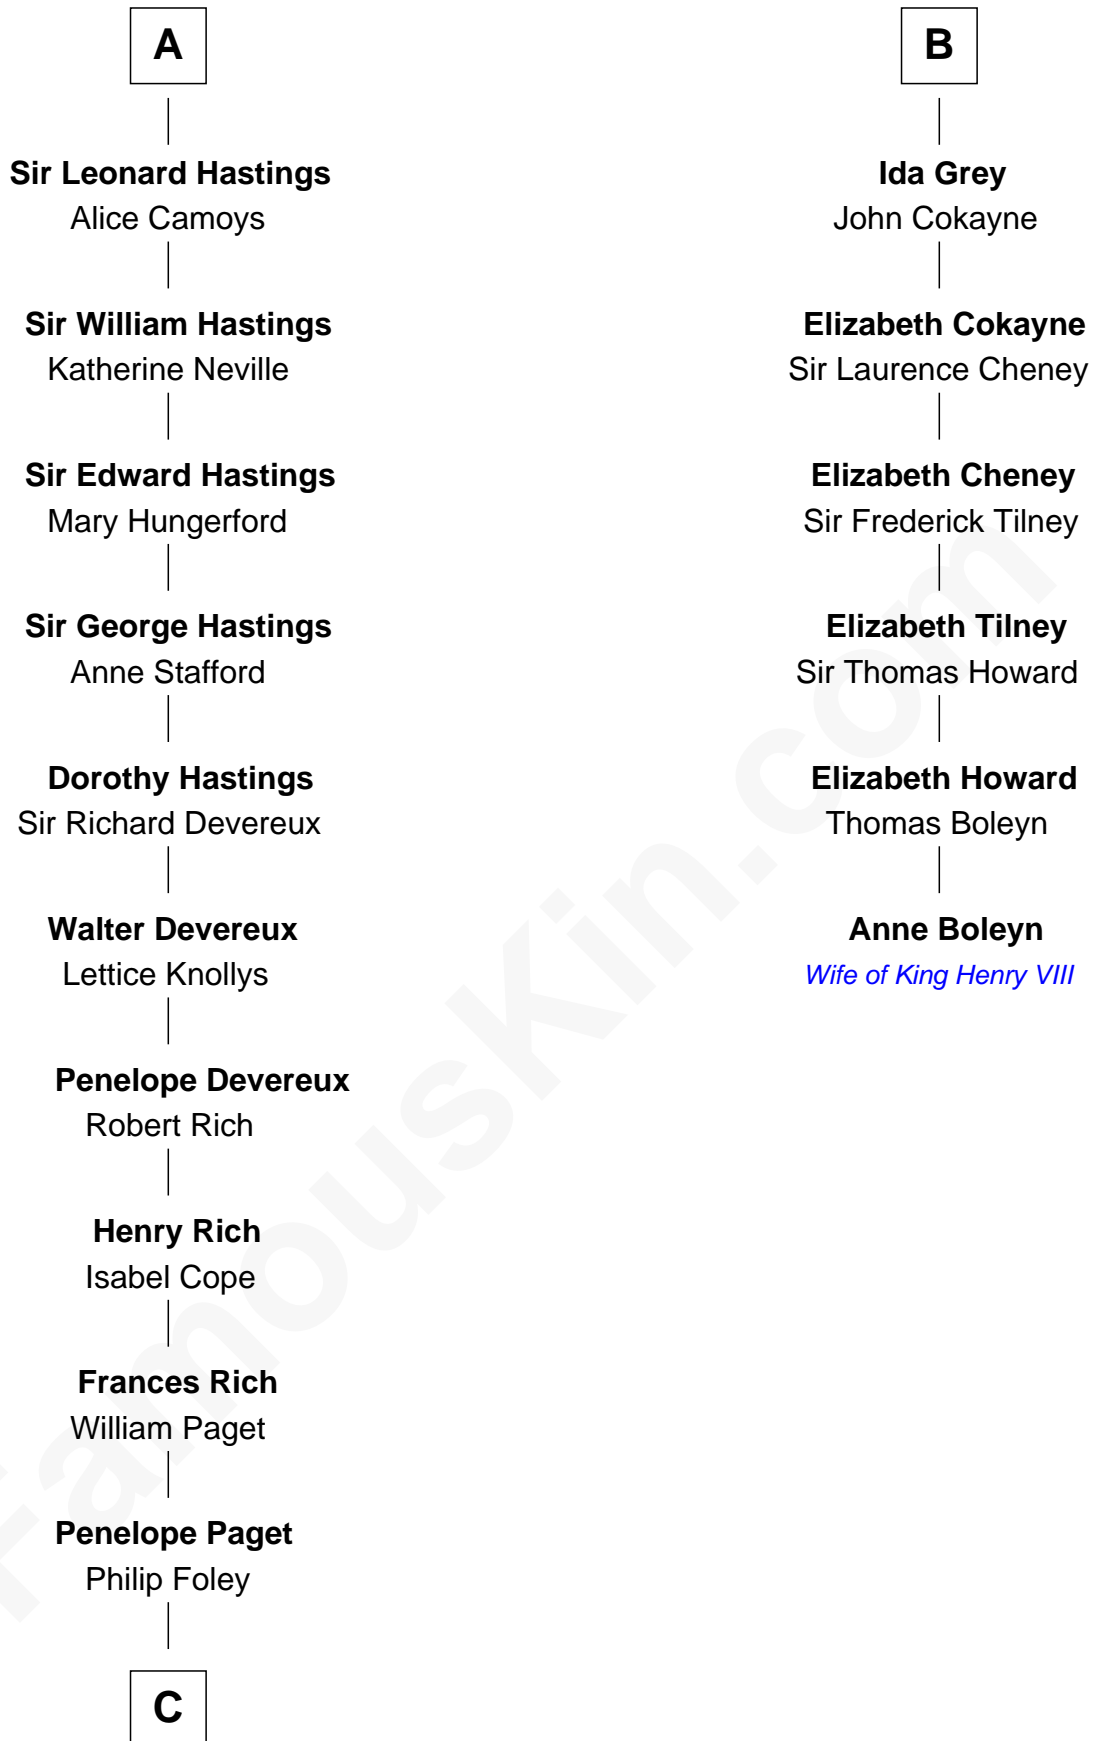 A
Sir Leonard Hastings
Alice Camoys
Sir William Hastings
Katherine Neville
Sir Edward Hastings
Mary Hungerford
Sir George Hastings
Anne Stafford
Dorothy Hastings
Sir Richard Devereux
Walter Devereux
Lettice Knollys
Penelope Devereux
Robert Rich
Henry Rich
Isabel Cope
Frances Rich
William Paget
Penelope Paget
Philip Foley
C
B
Ida Grey
John Cokayne
Elizabeth Cokayne
Sir Laurence Cheney
Elizabeth Cheney
Sir Frederick Tilney
Elizabeth Tilney
Sir Thomas Howard
Elizabeth Howard
Thomas Boleyn
Anne Boleyn
Wife of King Henry VIII
FamousKin.com